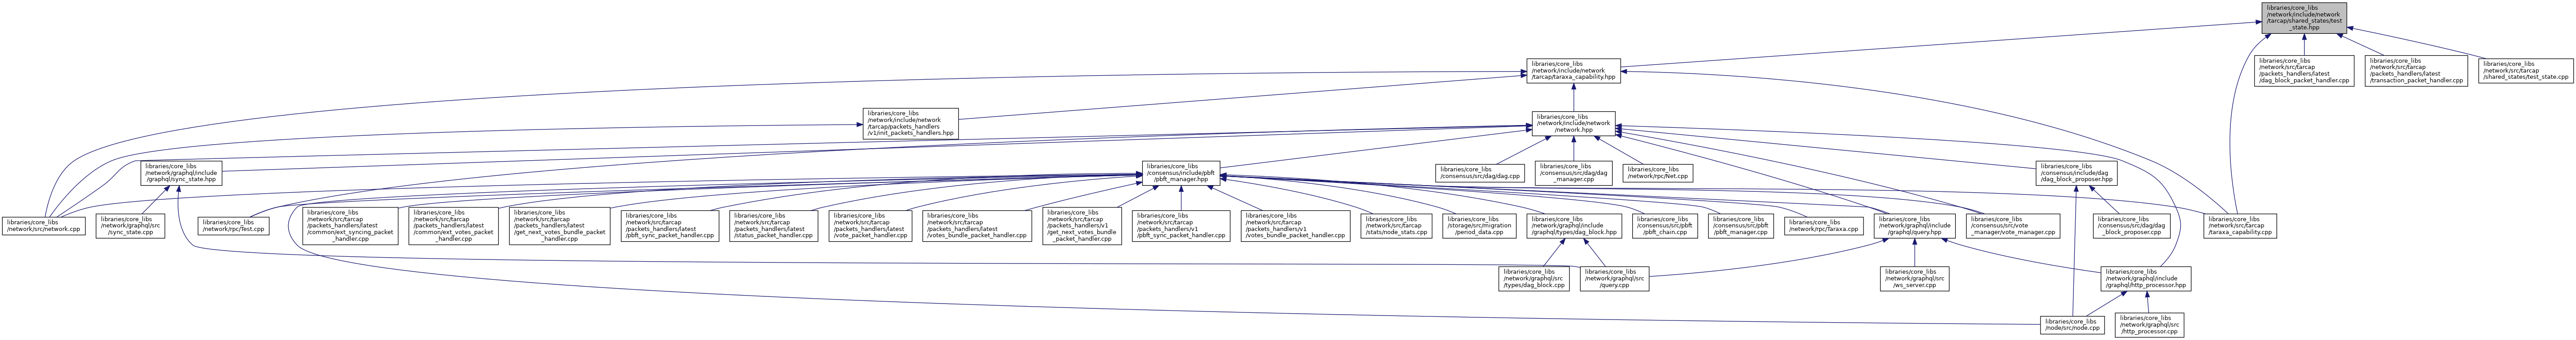 libraries/core_libs
/network/include/network
/tarcap/shared_states/test
_state.hpp
libraries/core_libs
/network/include/network
/tarcap/taraxa_capability.hpp
libraries/core_libs
/network/src/tarcap
/packets_handlers/latest
/dag_block_packet_handler.cpp
libraries/core_libs
/network/src/tarcap
/packets_handlers/latest
/transaction_packet_handler.cpp
libraries/core_libs
/network/src/tarcap
/shared_states/test_state.cpp
libraries/core_libs
/network/include/network
/tarcap/packets_handlers
/v1/init_packets_handlers.hpp
libraries/core_libs
/network/include/network
/network.hpp
libraries/core_libs
/network/graphql/include
/graphql/sync_state.hpp
libraries/core_libs
/consensus/include/pbft
/pbft_manager.hpp
libraries/core_libs
/consensus/src/dag/dag.cpp
libraries/core_libs
/consensus/src/dag/dag
_manager.cpp
libraries/core_libs
/network/rpc/Net.cpp
libraries/core_libs
/consensus/include/dag
/dag_block_proposer.hpp
libraries/core_libs
/network/src/network.cpp
libraries/core_libs
/network/graphql/src
/sync_state.cpp
libraries/core_libs
/network/rpc/Test.cpp
libraries/core_libs
/network/src/tarcap
/packets_handlers/latest
/common/ext_syncing_packet
_handler.cpp
libraries/core_libs
/network/src/tarcap
/packets_handlers/latest
/common/ext_votes_packet
_handler.cpp
libraries/core_libs
/network/src/tarcap
/packets_handlers/latest
/get_next_votes_bundle_packet
_handler.cpp
libraries/core_libs
/network/src/tarcap
/packets_handlers/latest
/pbft_sync_packet_handler.cpp
libraries/core_libs
/network/src/tarcap
/packets_handlers/latest
/status_packet_handler.cpp
libraries/core_libs
/network/src/tarcap
/packets_handlers/latest
/vote_packet_handler.cpp
libraries/core_libs
/network/src/tarcap
/packets_handlers/latest
/votes_bundle_packet_handler.cpp
libraries/core_libs
/network/src/tarcap
/packets_handlers/v1
/get_next_votes_bundle
_packet_handler.cpp
libraries/core_libs
/network/src/tarcap
/packets_handlers/v1
/pbft_sync_packet_handler.cpp
libraries/core_libs
/network/src/tarcap
/packets_handlers/v1
/votes_bundle_packet_handler.cpp
libraries/core_libs
/network/src/tarcap
/stats/node_stats.cpp
libraries/core_libs
/storage/src/migration
/period_data.cpp
libraries/core_libs
/network/graphql/include
/graphql/types/dag_block.hpp
libraries/core_libs
/consensus/src/pbft
/pbft_chain.cpp
libraries/core_libs
/consensus/src/pbft
/pbft_manager.cpp
libraries/core_libs
/network/rpc/Taraxa.cpp
libraries/core_libs
/network/graphql/include
/graphql/query.hpp
libraries/core_libs
/consensus/src/vote
_manager/vote_manager.cpp
libraries/core_libs
/consensus/src/dag/dag
_block_proposer.cpp
libraries/core_libs
/network/src/tarcap
/taraxa_capability.cpp
libraries/core_libs
/network/graphql/src
/types/dag_block.cpp
libraries/core_libs
/network/graphql/src
/query.cpp
libraries/core_libs
/network/graphql/src
/ws_server.cpp
libraries/core_libs
/network/graphql/include
/graphql/http_processor.hpp
libraries/core_libs
/node/src/node.cpp
libraries/core_libs
/network/graphql/src
/http_processor.cpp